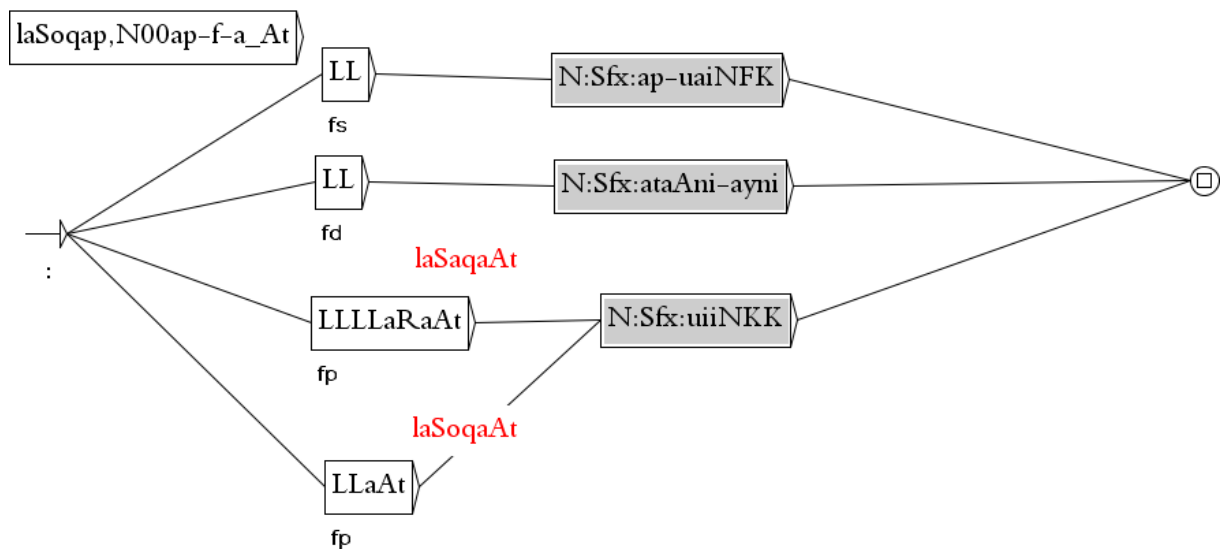 laSoqap,N00ap-f-a_At
LL
N:Sfx:ap-uaiNFK
fs
LL
N:Sfx:ataAni-ayni
fd
laSaqaAt
:
LLLLaRaAt
N:Sfx:uiiNKK
fp
laSoqaAt
LLaAt
fp